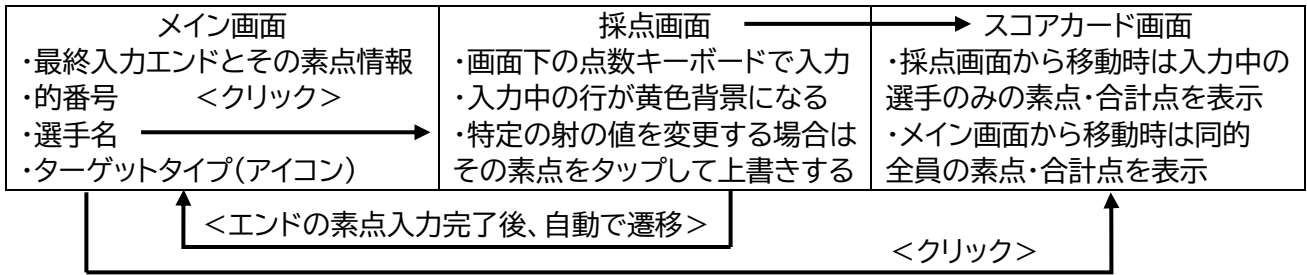 メイン画面
・最終入力エンドとその素点情報
・的番号　　＜クリック＞
・選手名
・ターゲットタイプ(アイコン)
採点画面
・画面下の点数キーボードで入力
・入力中の行が黄色背景になる
・特定の射の値を変更する場合は
その素点をタップして上書きする
スコアカード画面
・採点画面から移動時は入力中の
選手のみの素点・合計点を表示
・メイン画面から移動時は同的
全員の素点・合計点を表示
＜エンドの素点入力完了後、自動で遷移＞
＜クリック＞